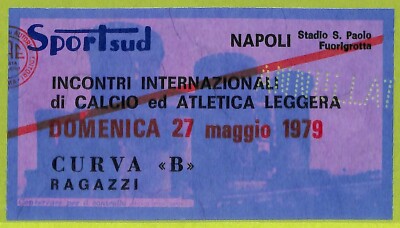 Sportsud
NAPOLI Stadio S. Paolo
Fuorigrotta
INCONTRI INTERNAZIONALI
di CALCIO ed ATLETICA LEGGERA
DOMENICA 27 maggio 1979
CURVA «B»
RAGAZZI